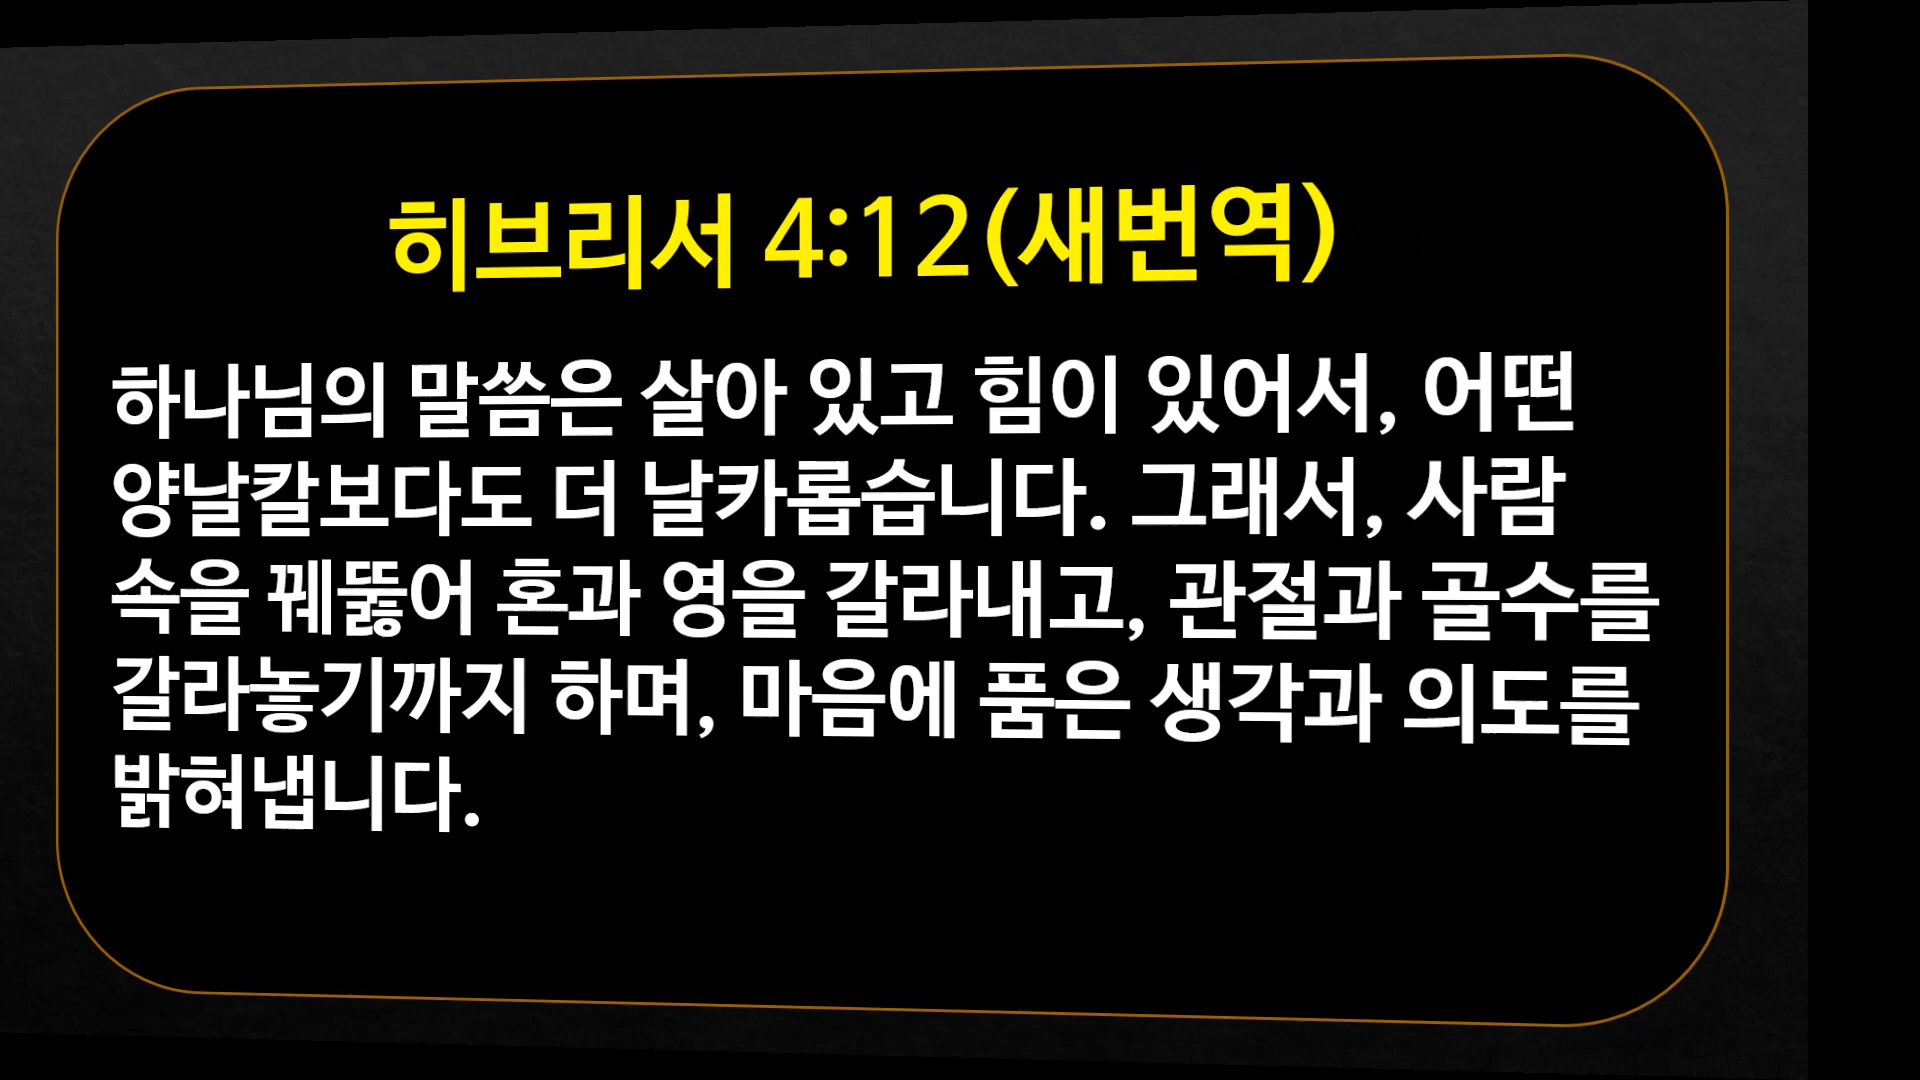 히브리서 4:12(새번역)
하나님의 말씀은 살아 있고 힘이 있어서, 어떤
양날칼보다도 더 날카롭습니다. 그래서, 사람
속을 꿰뚫어 혼과 영을 갈라내고, 관절과 골수를
갈라놓기까지 하며, 마음에 품은 생각과 의도를
밝혀냅니다.